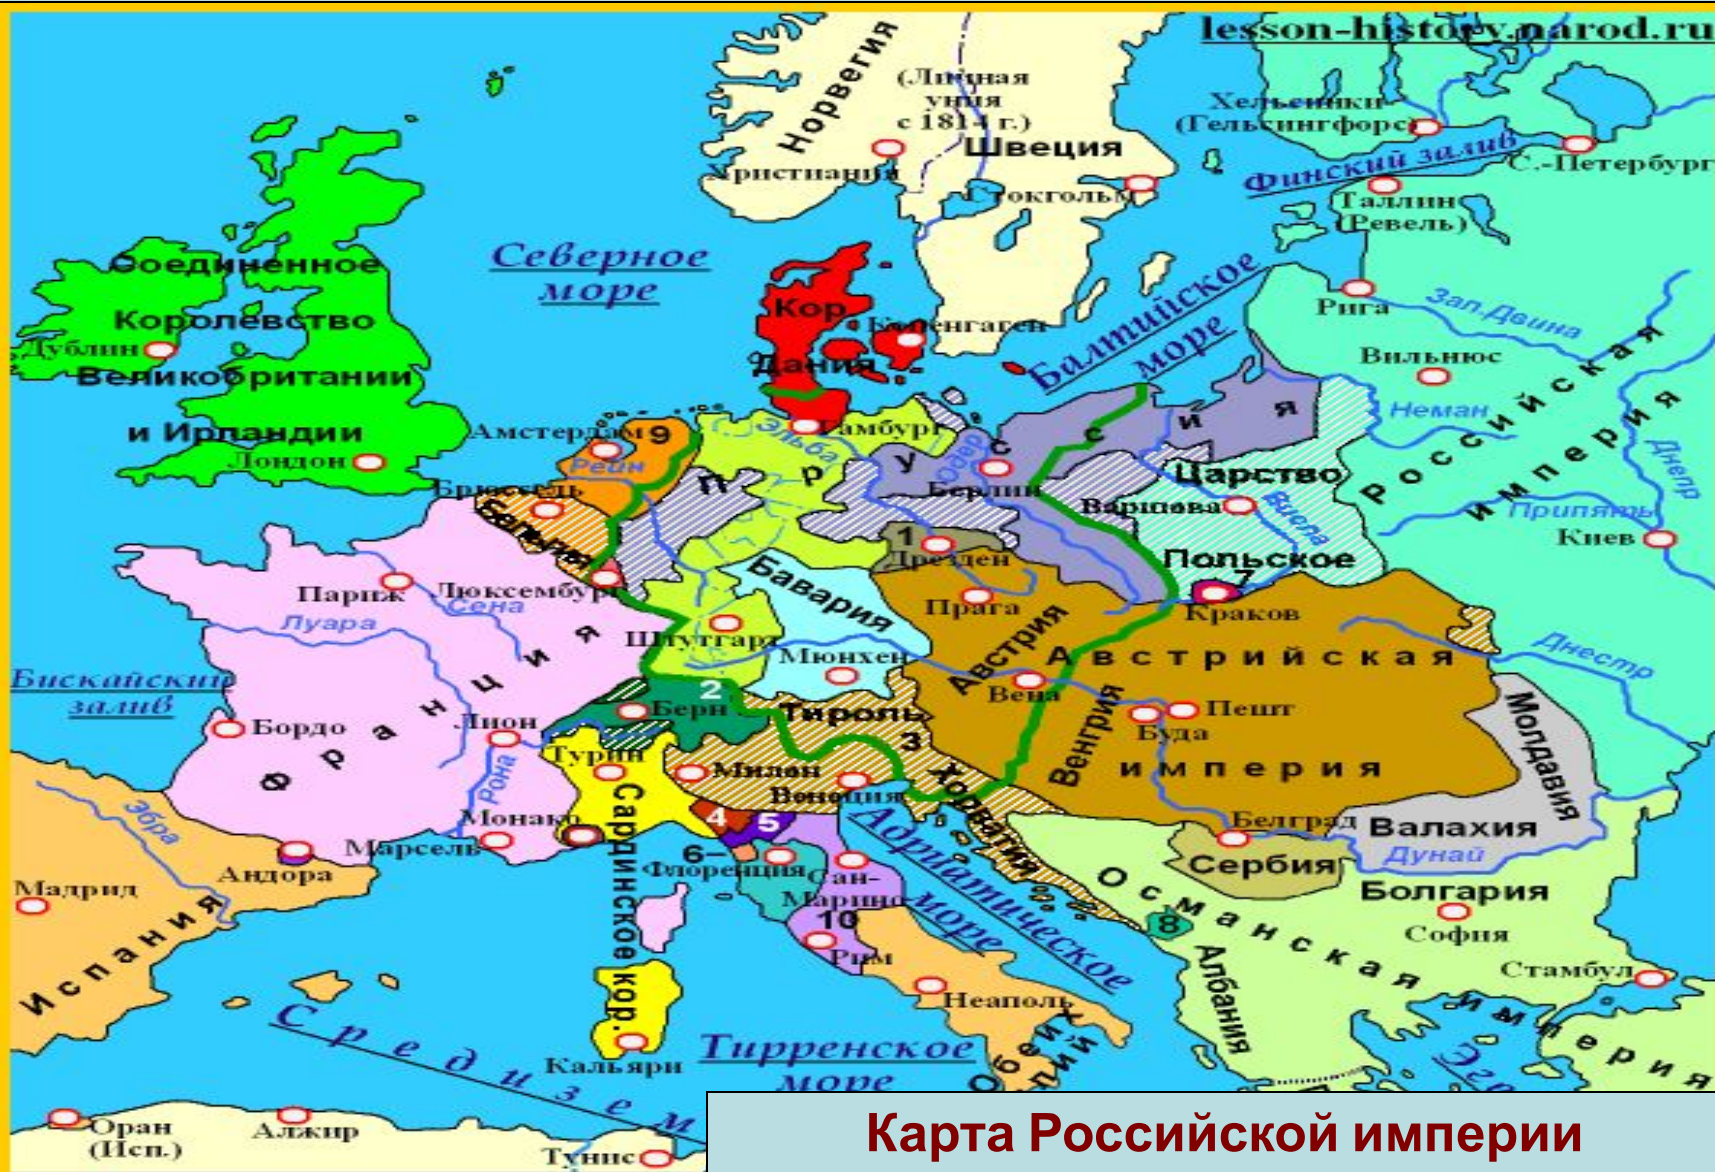 lesson-history.narod.ru
Норвегия
(Личная
уния
с 1814 г.)
Швеция
Христиания
Стокгольм
Хельсинки
(Гельсингфорс)
Финский залив
С.-Петербург
Таллин
(Ревель)
Северное
море
Балтийское
море
Рига
Зап.Двина
Вильнюс
Неман
Российская
империя
Днепр
Припять
Киев
Соединенное
Королевство
Великобритании
и Ирландии
Дублин
Лондон
Кор.
Дания
Копенгаген
Гамбург
Эльба
Амстердам
9
Рейн
Брюссель
Бельгия
Люксембург
Пруссия
Одер
Берлин
Царство
Польское
Варшава
Висла
1
Дрезден
Прага
7
Краков
Бавария
Штутгарт
Мюнхен
Париж
Сена
Луара
Франция
Бискайский
залив
Бордо
Лион
Рона
Марсель
Монако
2
Берн
Тироль
3
Австрия
Вена
Австрийская
империя
Венгрия
Буда
Пешт
Днестр
Молдавия
Валахия
Дунай
Белград
Сербия
Болгария
София
Стамбул
Османская империя
8
Албания
Хорватия
Турин
Милан
Венеция
Сардинское кор.
4
5
6–
Флоренция
Сан-
Марино
10
Рим
Адриатическое
море
Неаполь
Обеих
Кальяри
Тирренское
море
Эбра
Андора
Мадрид
Испания
Средизем
Эге
Оран
(Исп.)
Алжир
Тунис
Карта Российской империи